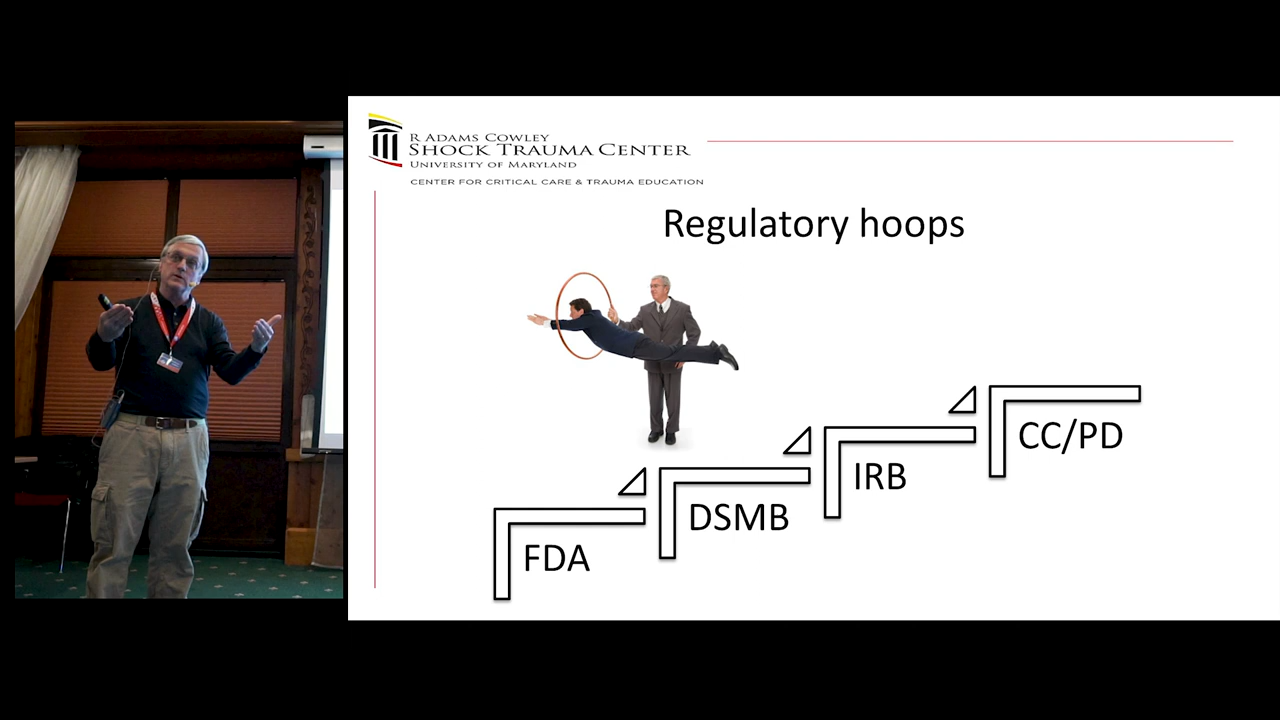 R ADAMS COWLEY
SHOCK TRAUMA CENTER
UNIVERSITY OF MARYLAND
CENTER FOR CRITICAL CARE & TRAUMA EDUCATION
Regulatory hoops
CC/PD
IRB
DSMB
FDA